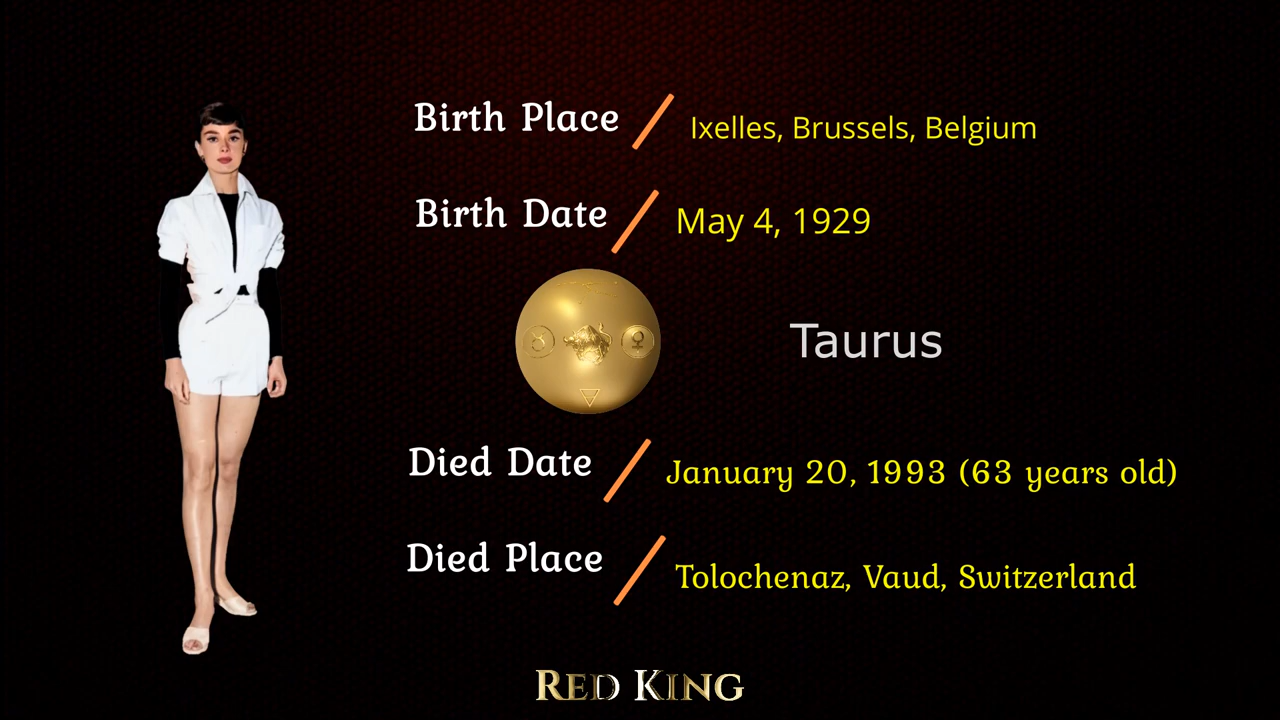 Birth Place / Ixelles, Brussels, Belgium
Birth Date / May 4, 1929
Taurus
Died Date / January 20, 1993 (63 years old)
Died Place / Tolochenaz, Vaud, Switzerland
RED KING